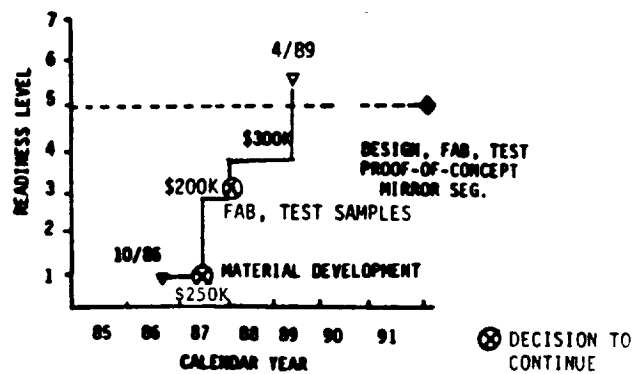 7
6
5
4
3
2
1
READINESS LEVEL
4/89
$300K
DESIGN, FAB, TEST
PROOF-OF-CONCEPT
MIRROR SEG.
$200K
FAB, TEST SAMPLES
10/86
MATERIAL DEVELOPMENT
$250K
85 86 87 88 89 90 91
CALENDAR YEAR
DECISION TO
CONTINUE